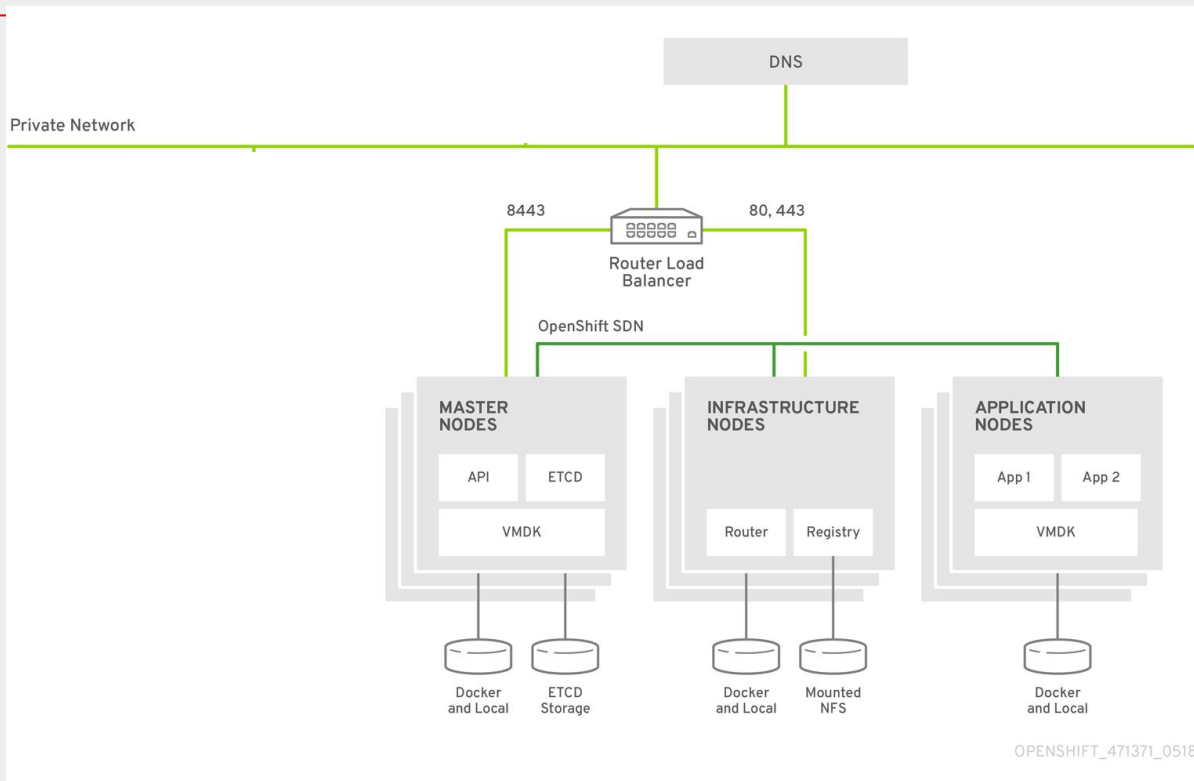 DNS
Private Network
8443
80, 443
Router Load
Balancer
OpenShift SDN
MASTER
NODES
API
ETCD
VMDK
INFRASTRUCTURE
NODES
Router
Registry
APPLICATION
NODES
App 1
App 2
VMDK
Docker
and Local
ETCD
Storage
Docker
and Local
Mounted
NFS
Docker
and Local
OPENSHIFT_471371_0518